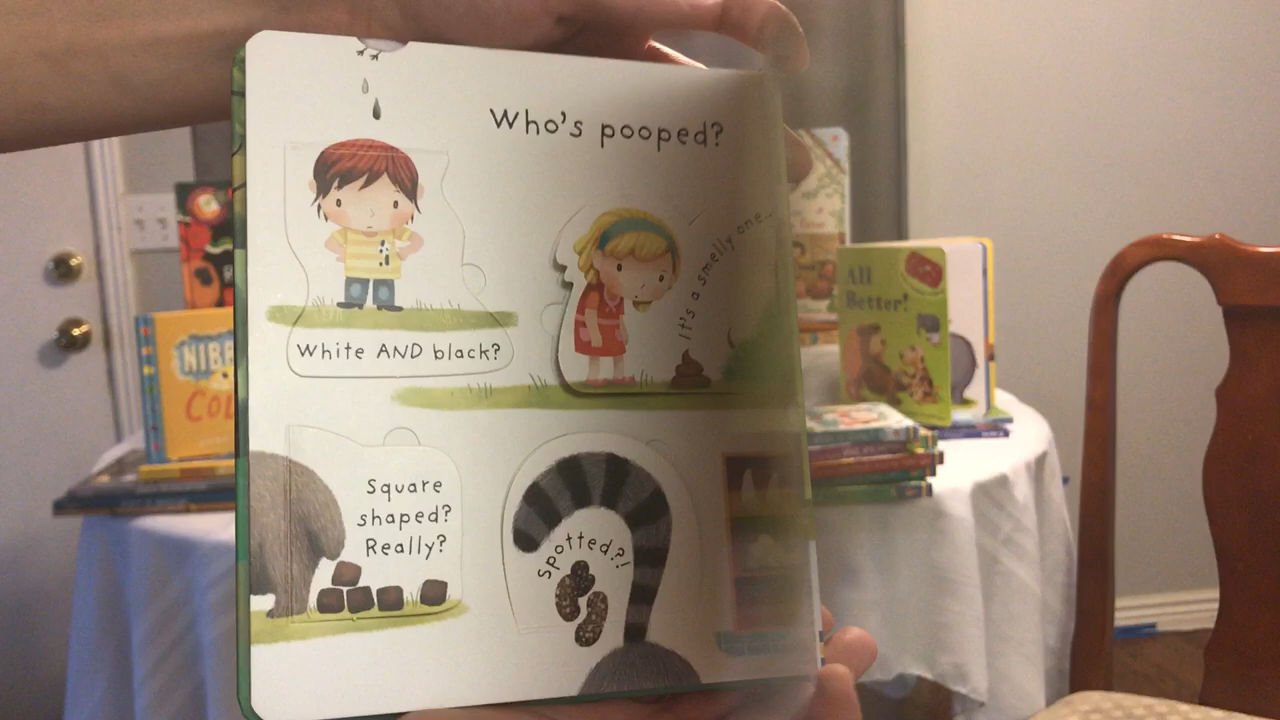 Who's pooped?
It's a smelly one...
White AND black?
Square
shaped?
Really?
Spotted?!
All
Better!